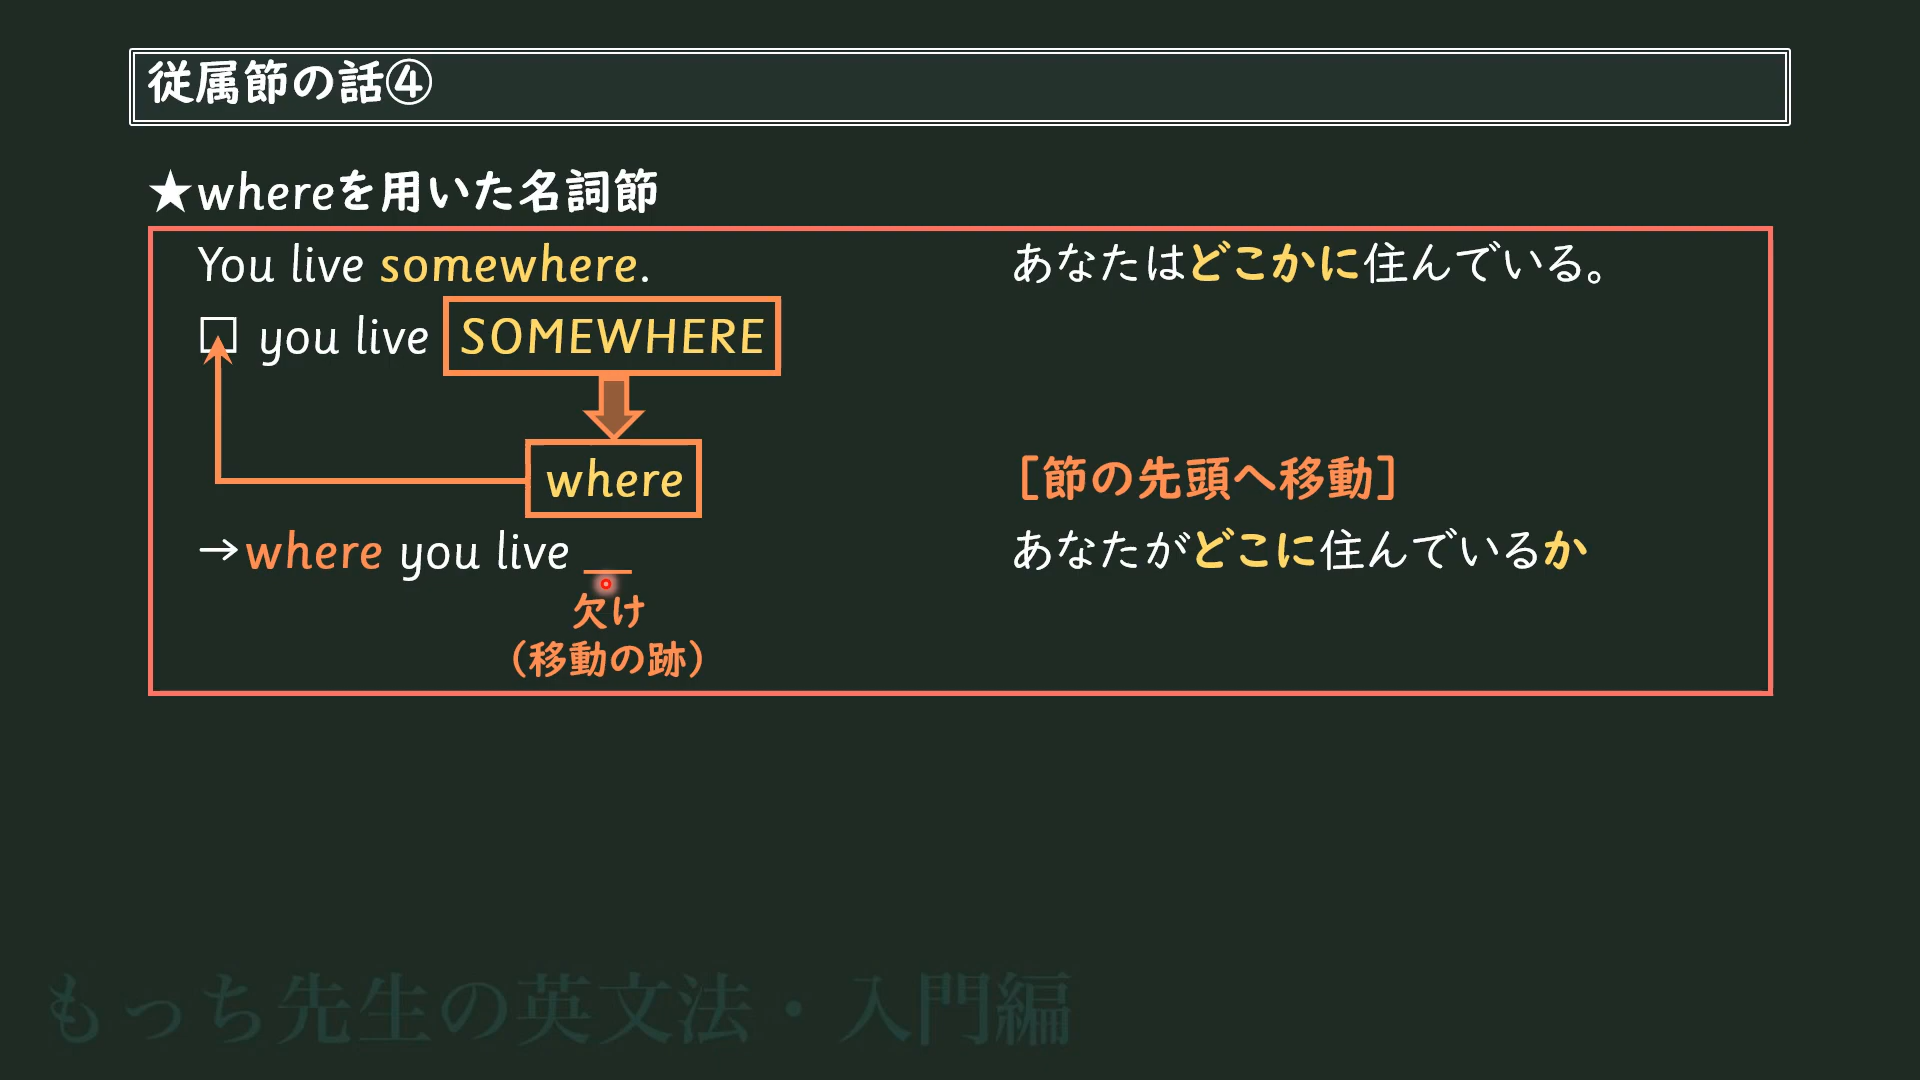 従属節の話④
★whereを用いた名詞節
You live somewhere. あなたはどこかに住んでいる。
□ you live SOMEWHERE
where [節の先頭へ移動]
→where you live __ あなたがどこに住んでいるか
欠け
(移動の跡)
もっち先生の英文法・入門編